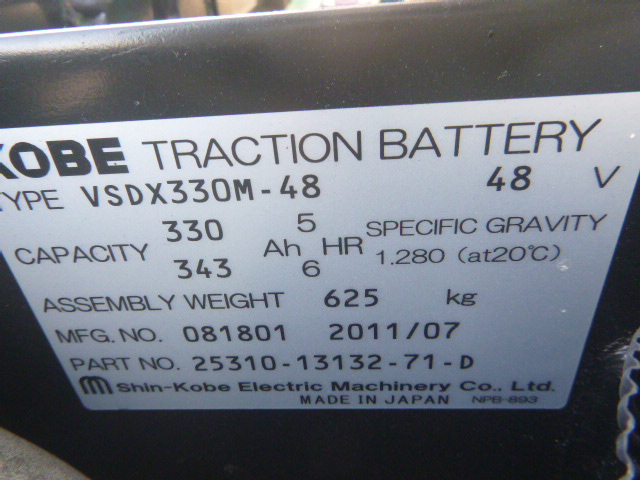 KOBE TRACTION BATTERY
TYPE VSDX330M-48 48 V
CAPACITY 330 Ah 5 HR SPECIFIC GRAVITY
343 6 1.280 (at20℃)
ASSEMBLY WEIGHT 625 kg
MFG. NO. 081801 2011/07
PART NO. 25310-13132-71-D
Shin-Kobe Electric Machinery Co., Ltd.
MADE IN JAPAN NPB-893